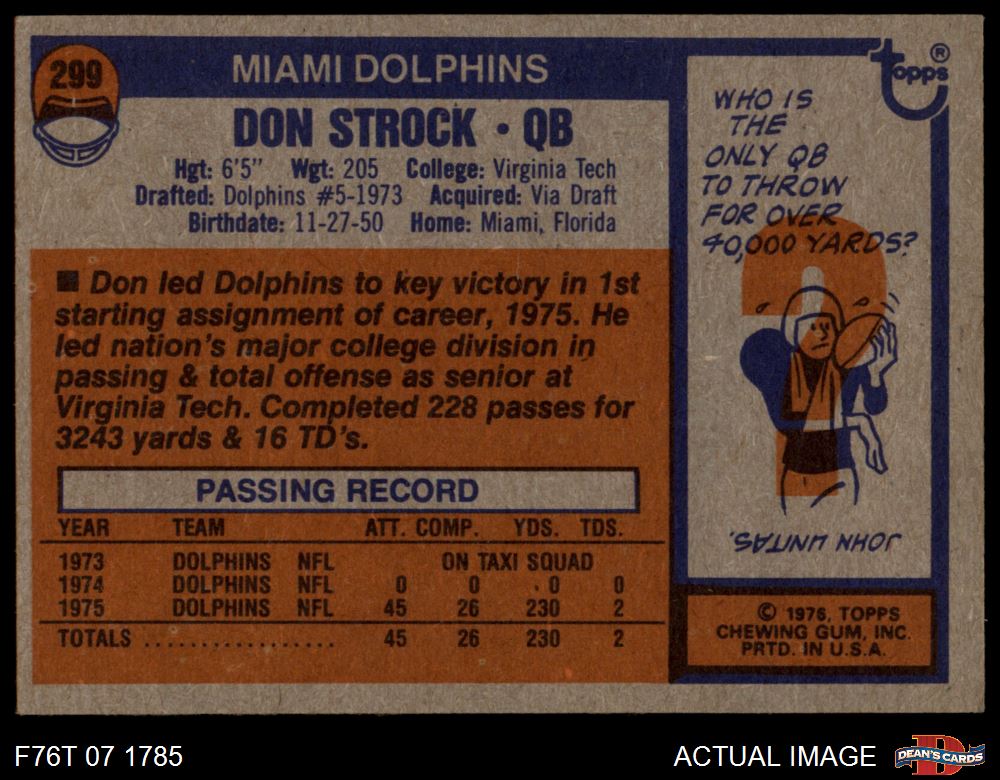 299
MIAMI DOLPHINS
DON STROCK • QB
Hgt: 6'5" Wgt: 205 College: Virginia Tech
Drafted: Dolphins #5-1973 Acquired: Via Draft
Birthdate: 11-27-50 Home: Miami, Florida
■ Don led Dolphins to key victory in 1st
starting assignment of career, 1975. He
led nation's major college division in
passing & total offense as senior at
Virginia Tech. Completed 228 passes for
3243 yards & 16 TD's.
PASSING RECORD
YEAR TEAM ATT. COMP. YDS. TDS.
1973 DOLPHINS NFL ON TAXI SQUAD
1974 DOLPHINS NFL 0 0 0 0
1975 DOLPHINS NFL 45 26 230 2
TOTALS ................. 45 26 230 2
topps®
WHO IS
THE
ONLY QB
TO THROW
FOR OVER
40,000 YARDS?
?
JOHN UNITAS.
© 1976, TOPPS
CHEWING GUM, INC.
PRTD. IN U.S.A.
F76T 07 1785
ACTUAL IMAGE
D
DEAN'S CARDS